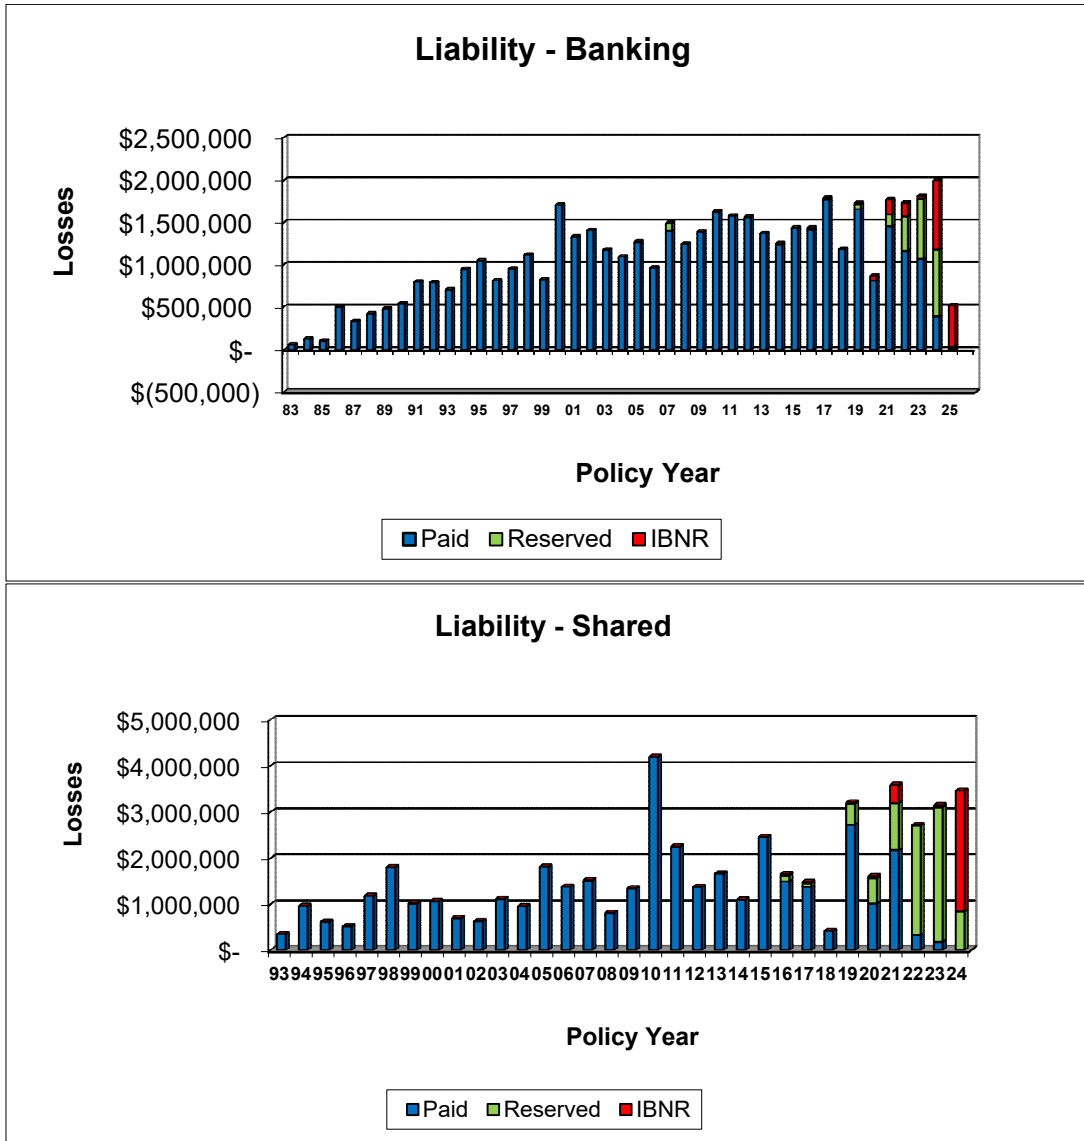 Liability - Banking
$2,500,000
$2,000,000
$1,500,000
$1,000,000
$500,000
$-
$(500,000)
Losses
83 85 87 89 91 93 95 97 99 01 03 05 07 09 11 13 15 17 19 21 23 25
Policy Year
Paid Reserved IBNR
Liability - Shared
$5,000,000
$4,000,000
$3,000,000
$2,000,000
$1,000,000
$-
Losses
93 94 95 96 97 98 99 00 01 02 03 04 05 06 07 08 09 10 11 12 13 14 15 16 17 18 19 20 21 22 23 24
Policy Year
Paid Reserved IBNR